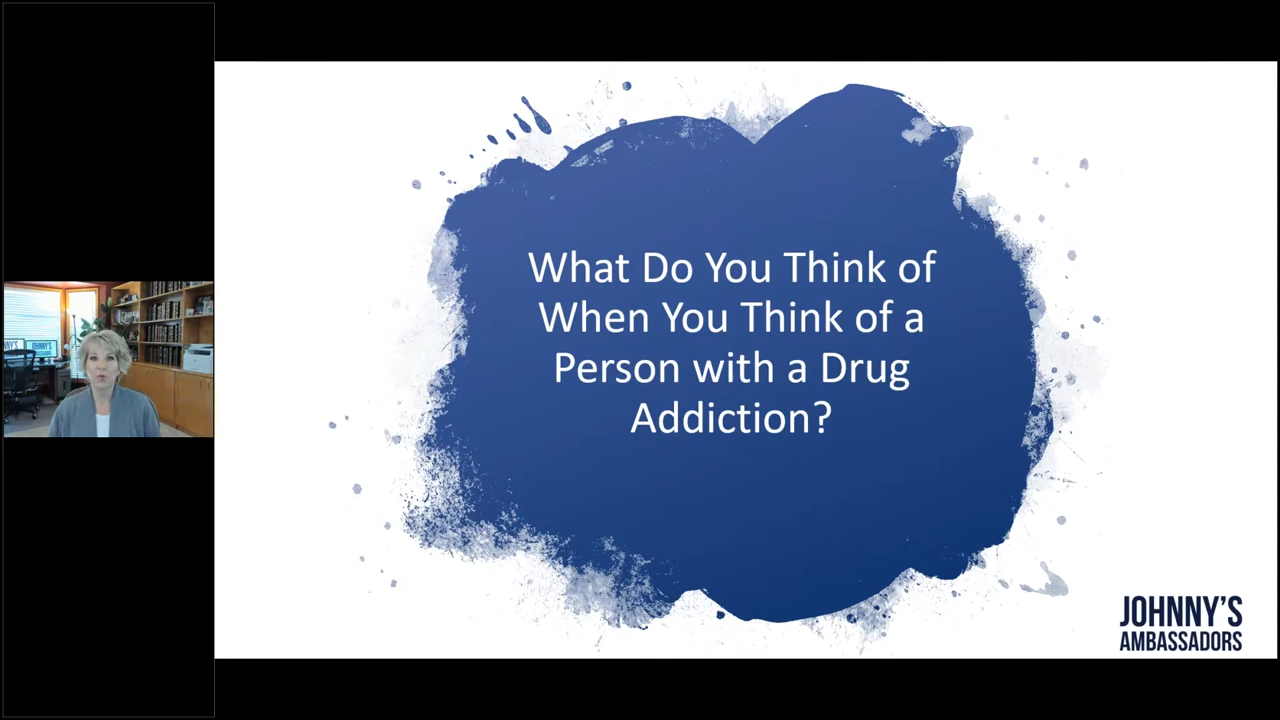 What Do You Think of
When You Think of a
Person with a Drug
Addiction?
JOHNNY'S
AMBASSADORS